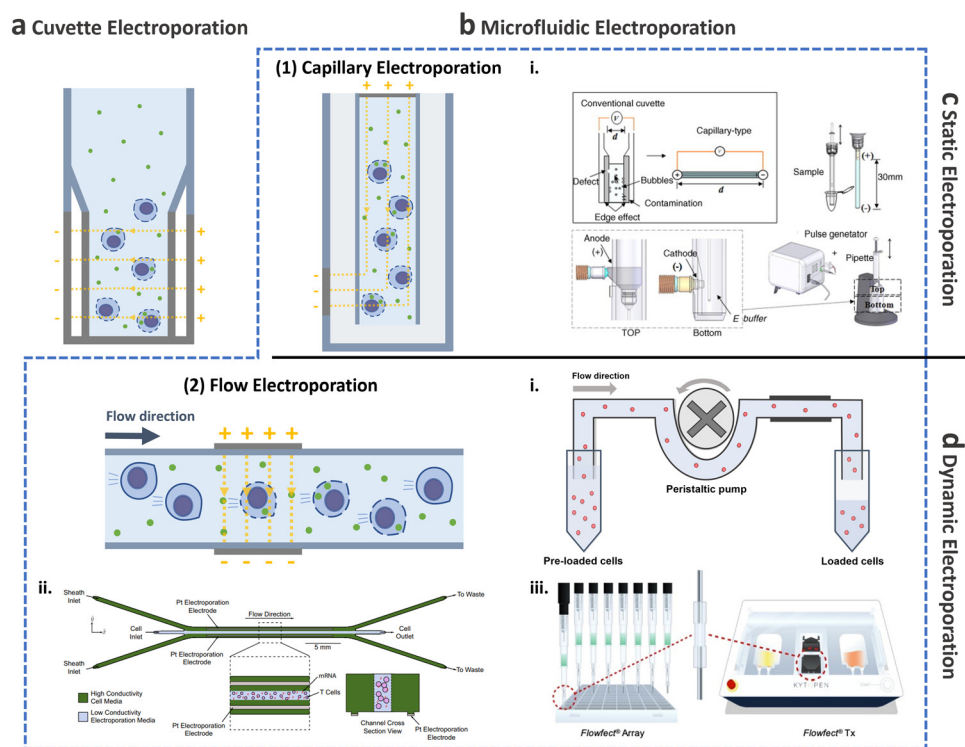 a Cuvette Electroporation
b Microfluidic Electroporation
c Static Electroporation
d Dynamic Electroporation
(1) Capillary Electroporation
i.
+ + +
-
-
-
-
-
+
+
+
+
-
-
Conventional cuvette
V
d
Capillary-type
V
+
−
d
Defect
Bubbles
Contamination
Edge effect
Sample
(+)
30mm
(-)
Anode
(+)
Cathode
(-)
E buffer
TOP
Bottom
Pulse genetator
+
Pipette
Top
Bottom
(2) Flow Electroporation
Flow direction
+ + + +
- - - -
i.
Flow direction
Peristaltic pump
Pre-loaded cells
Loaded cells
ii.
Sheath
Inlet
Pt Electroporation
Electrode
Flow Direction
To Waste
Cell
Inlet
Cell
Outlet
Pt Electroporation
Electrode
5 mm
Sheath
Inlet
To Waste
mRNA
T Cells
High Conductivity
Cell Media
Low Conductivity
Electroporation Media
Pt Electroporation
Electrode
Channel Cross
Section View
Pt Electroporation
Electrode
iii.
KYTOPEN
Flowfect® Array
Flowfect® Tx